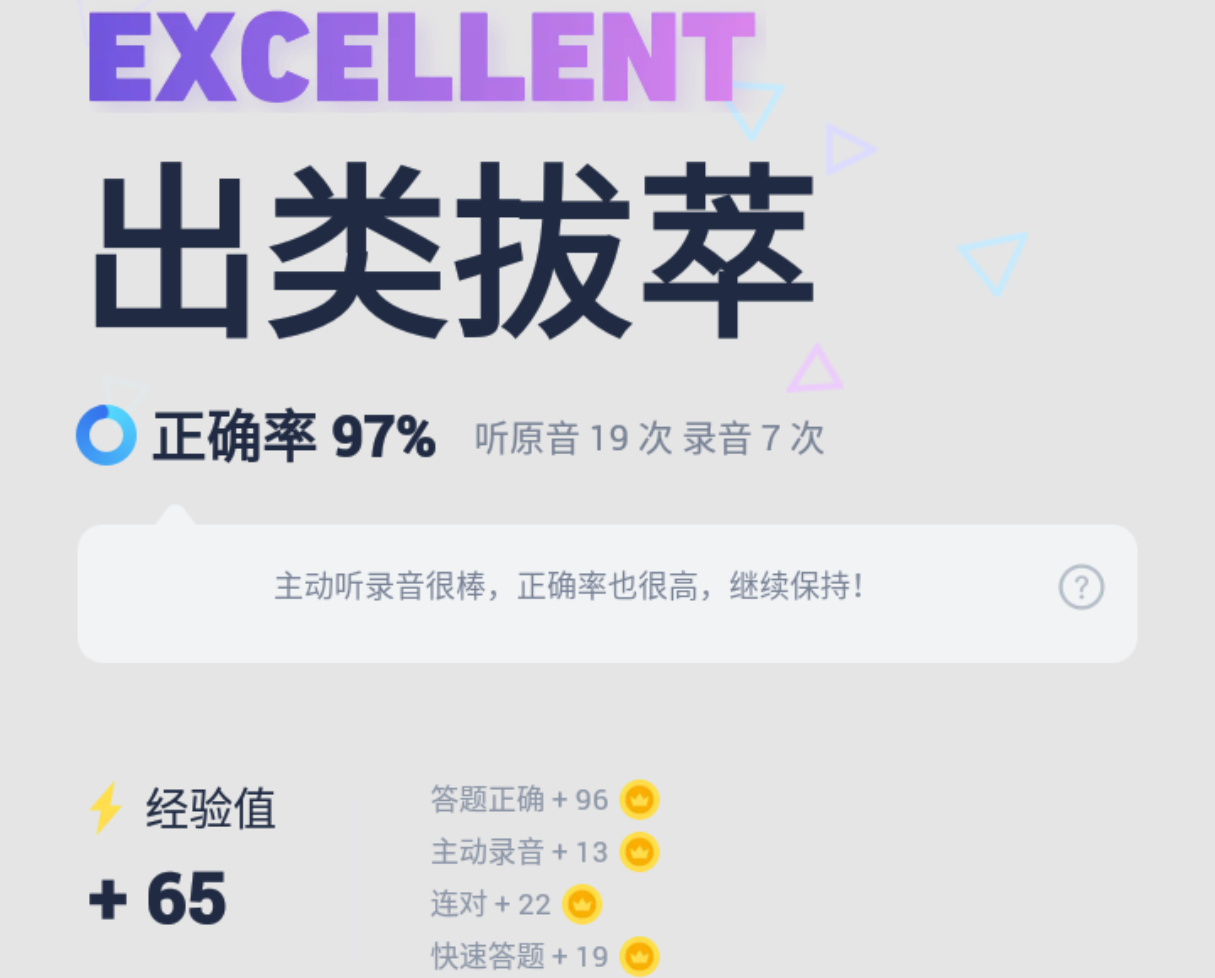 EXCELLENT
出类拔萃
正确率 97% 听原音 19 次 录音 7 次
主动听录音很棒，正确率也很高，继续保持！ ?
经验值
+ 65
答题正确 + 96
主动录音 + 13
连对 + 22
快速答题 + 19